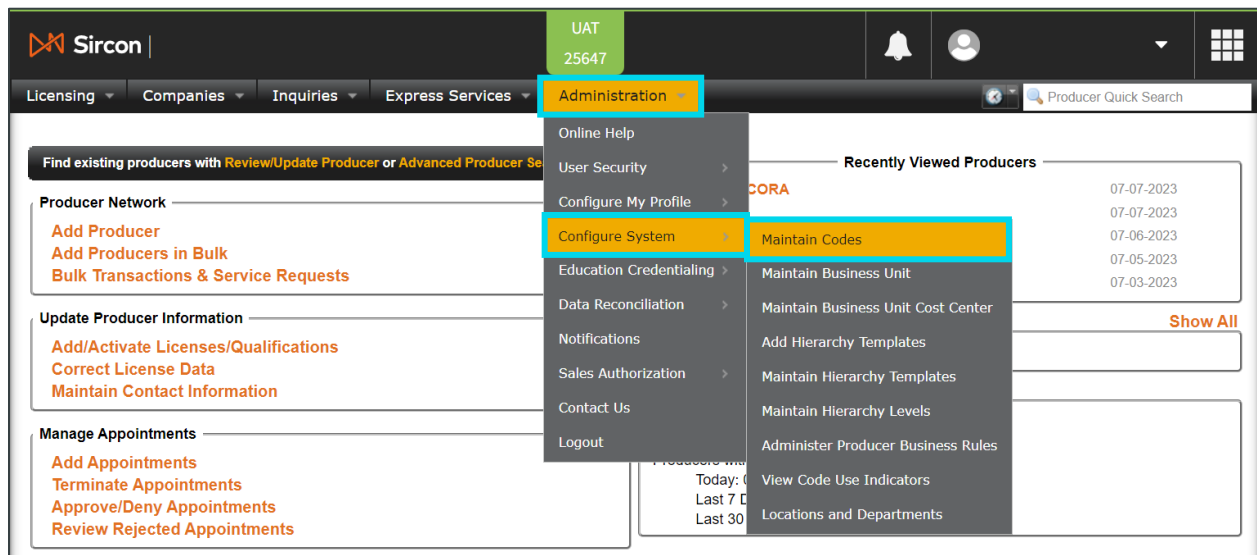 Sircon
UAT
25647
Licensing
Companies
Inquiries
Express Services
Administration
Producer Quick Search
Find existing producers with Review/Update Producer or Advanced Producer
Producer Network
Add Producer
Add Producers in Bulk
Bulk Transactions & Service Requests
Update Producer Information
Add/Activate Licenses/Qualifications
Correct License Data
Maintain Contact Information
Manage Appointments
Add Appointments
Terminate Appointments
Approve/Deny Appointments
Review Rejected Appointments
Online Help
User Security
Configure My Profile
Configure System
Education Credentialing
Data Reconciliation
Notifications
Sales Authorization
Contact Us
Logout
Maintain Codes
Maintain Business Unit
Maintain Business Unit Cost Center
Add Hierarchy Templates
Maintain Hierarchy Templates
Maintain Hierarchy Levels
Administer Producer Business Rules
View Code Use Indicators
Locations and Departments
Recently Viewed Producers
CORA 07-07-2023
07-07-2023
07-06-2023
07-05-2023
07-03-2023
Show All
Today:
Last 7
Last 30